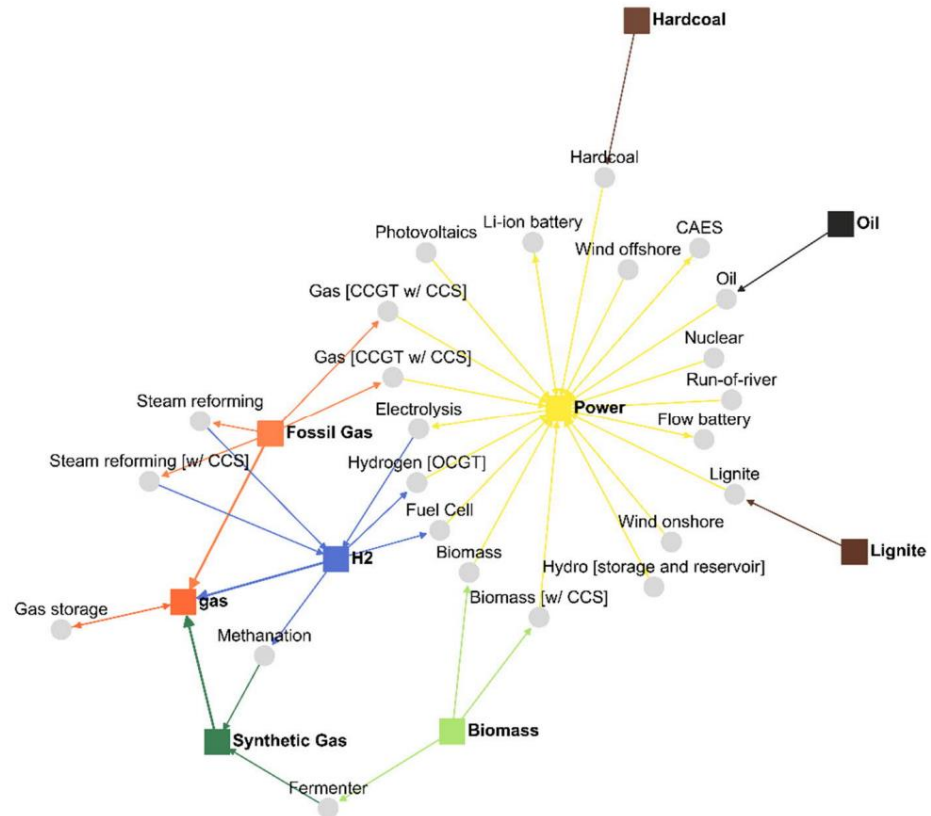 Hardcoal
Hardcoal
Oil
Li-ion battery
CAES
Photovoltaics
Wind offshore
Oil
Gas [CCGT w/ CCS]
Nuclear
Gas [CCGT w/ CCS]
Run-of-river
Steam reforming
Electrolysis
Power
Flow battery
Fossil Gas
Steam reforming [w/ CCS]
Hydrogen [OCGT]
Lignite
Fuel Cell
Wind onshore
H2
Biomass
Lignite
Hydro [storage and reservoir]
gas
Biomass [w/ CCS]
Gas storage
Methanation
Synthetic Gas
Biomass
Fermenter